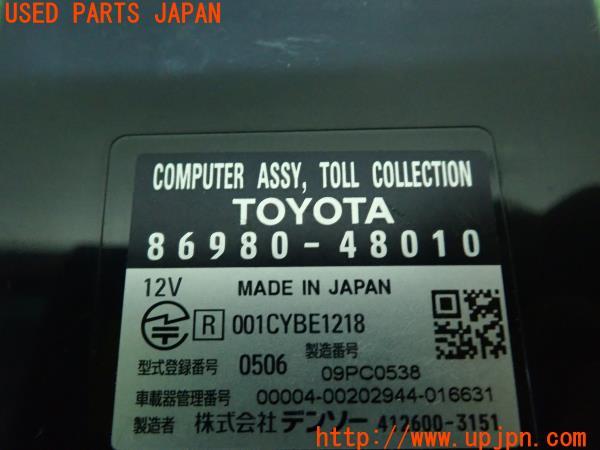 USED PARTS JAPAN
COMPUTER ASSY, TOLL COLLECTION
TOYOTA
86980-48010
12V MADE IN JAPAN
R 001CYBE1218
型式登録番号 0506 製造番号 09PC0538
車載器管理番号 00004-00202944-016631
製造者 株式会社 デンソー 412600-3151
www.upjpn.com